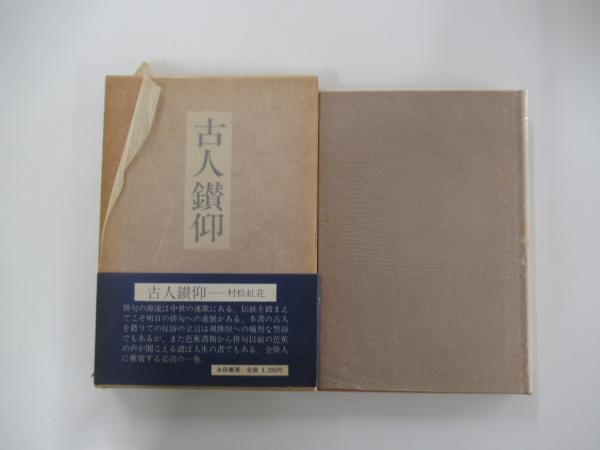 古人鑚仰
古人鑚仰――村松紅花
俳句の源流は中世の連歌にある。伝統を踏まえ
てこそ明日の俳句への進展がある。本書の古人
を藉りての反俗の立言は現俳壇への痛烈な警鐘
でもあるが、また芭蕉書簡から俳句以前の芭蕉
の声が聞こえる謂ば人生の書でもある。全俳人
に推賞する必読の一巻。
永田書房―定価 1,200円